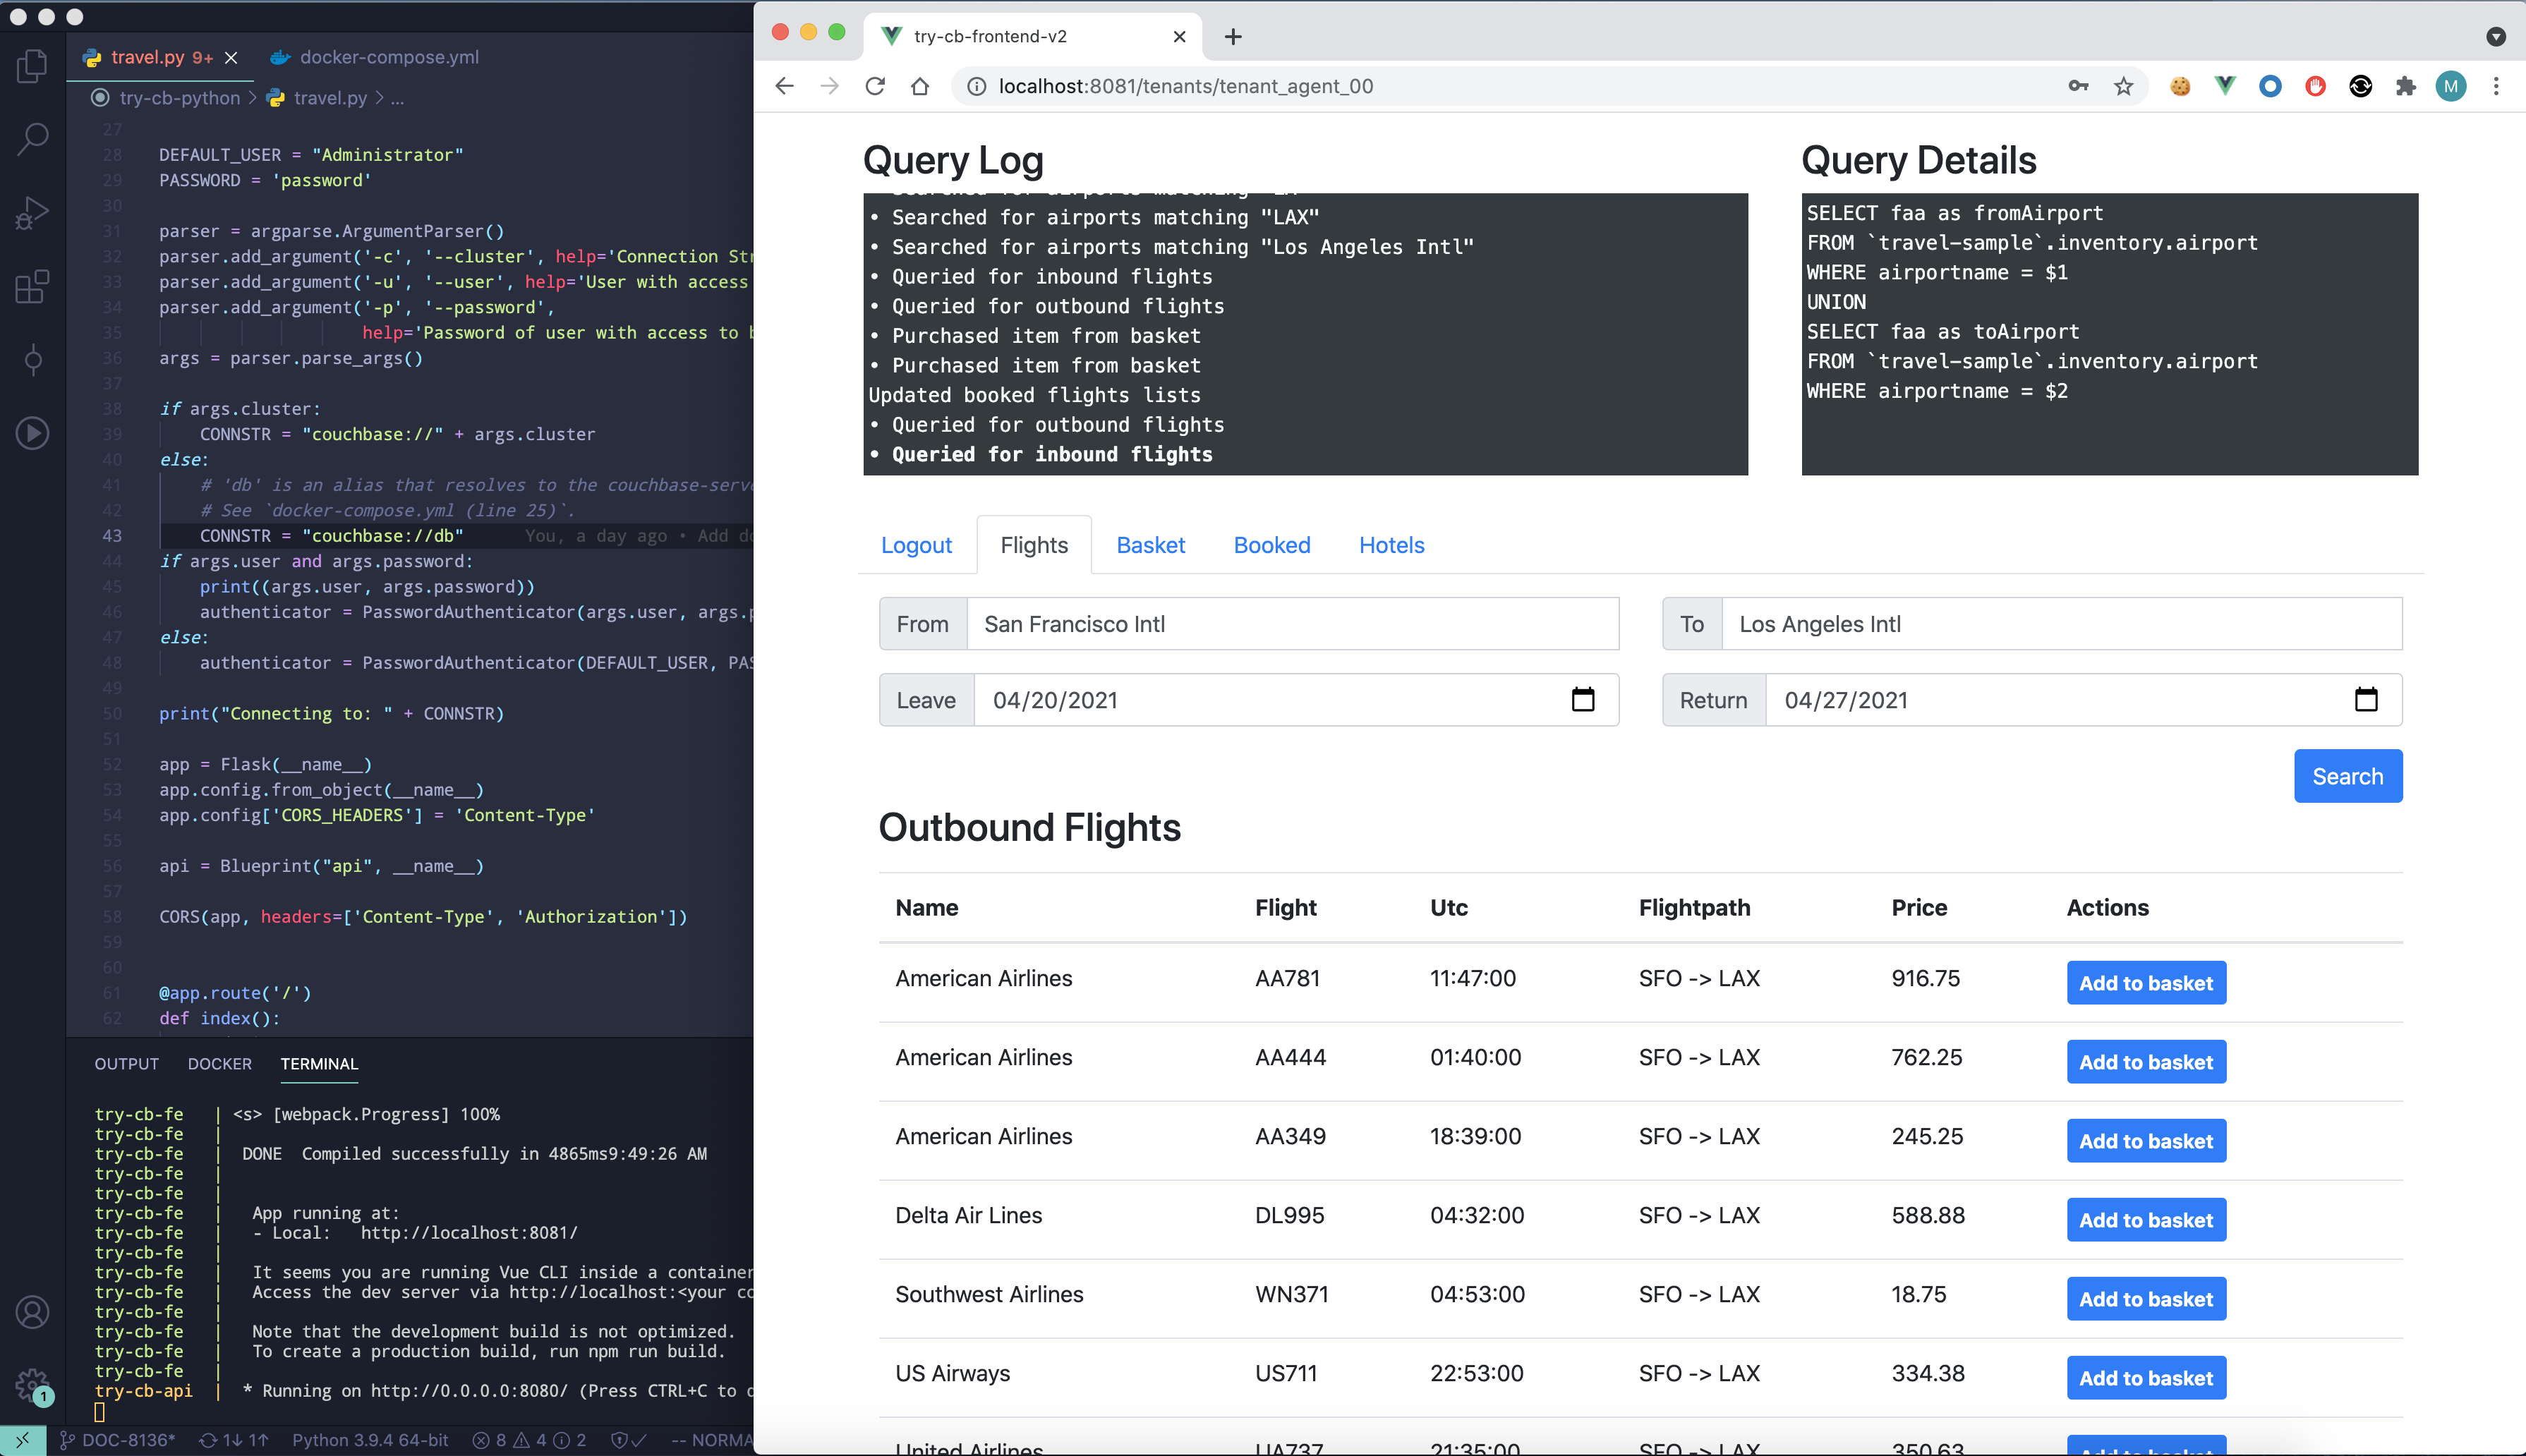 travel.py 9+
docker-compose.yml
try-cb-python > travel.py > ...
27
28 DEFAULT_USER = "Administrator"
29 PASSWORD = 'password'
30
31 parser = argparse.ArgumentParser()
32 parser.add_argument('-c', '--cluster', help='Connection Str
33 parser.add_argument('-u', '--user', help='User with access
34 parser.add_argument('-p', '--password',
35 help='Password of user with access to b
36 args = parser.parse_args()
37
38 if args.cluster:
39 CONNSTR = "couchbase://" + args.cluster
40 else:
41 # 'db' is an alias that resolves to the couchbase-serve
42 # See `docker-compose.yml (line 25)`.
43 CONNSTR = "couchbase://db" You, a day ago • Add do
44 if args.user and args.password:
45 print((args.user, args.password))
46 authenticator = PasswordAuthenticator(args.user, args.p
47 else:
48 authenticator = PasswordAuthenticator(DEFAULT_USER, PAS
49
50 print("Connecting to: " + CONNSTR)
51
52 app = Flask(__name__)
53 app.config.from_object(__name__)
54 app.config['CORS_HEADERS'] = 'Content-Type'
55
56 api = Blueprint("api", __name__)
57
58 CORS(app, headers=['Content-Type', 'Authorization'])
59
60
61 @app.route('/')
62 def index():
OUTPUT DOCKER TERMINAL
try-cb-fe | <s> [webpack.Progress] 100%
try-cb-fe |
try-cb-fe | DONE Compiled successfully in 4865ms9:49:26 AM
try-cb-fe |
try-cb-fe |
try-cb-fe | App running at:
try-cb-fe | - Local: http://localhost:8081/
try-cb-fe |
try-cb-fe | It seems you are running Vue CLI inside a container
try-cb-fe | Access the dev server via http://localhost:<your co
try-cb-fe |
try-cb-fe | Note that the development build is not optimized.
try-cb-fe | To create a production build, run npm run build.
try-cb-fe |
try-cb-api | * Running on http://0.0.0.0:8080/ (Press CTRL+C to q
1
DOC-8136* 1↓ 1↑ Python 3.9.4 64-bit 8 4 2 -- NORMA
try-cb-frontend-v2
localhost:8081/tenants/tenant_agent_00
M
Query Log
• Searched for airports matching "LAX"
• Searched for airports matching "Los Angeles Intl"
• Queried for inbound flights
• Queried for outbound flights
• Purchased item from basket
• Purchased item from basket
Updated booked flights lists
• Queried for outbound flights
• Queried for inbound flights
Query Details
SELECT faa as fromAirport
FROM `travel-sample`.inventory.airport
WHERE airportname = $1
UNION
SELECT faa as toAirport
FROM `travel-sample`.inventory.airport
WHERE airportname = $2
Logout Flights Basket Booked Hotels
From San Francisco Intl To Los Angeles Intl
Leave 04/20/2021 Return 04/27/2021
Search
Outbound Flights
Name Flight Utc Flightpath Price Actions
American Airlines AA781 11:47:00 SFO -> LAX 916.75 Add to basket
American Airlines AA444 01:40:00 SFO -> LAX 762.25 Add to basket
American Airlines AA349 18:39:00 SFO -> LAX 245.25 Add to basket
Delta Air Lines DL995 04:32:00 SFO -> LAX 588.88 Add to basket
Southwest Airlines WN371 04:53:00 SFO -> LAX 18.75 Add to basket
US Airways US711 22:53:00 SFO -> LAX 334.38 Add to basket
United Airlines UA737 21:35:00 SFO -> LAX 350.63 Add to basket